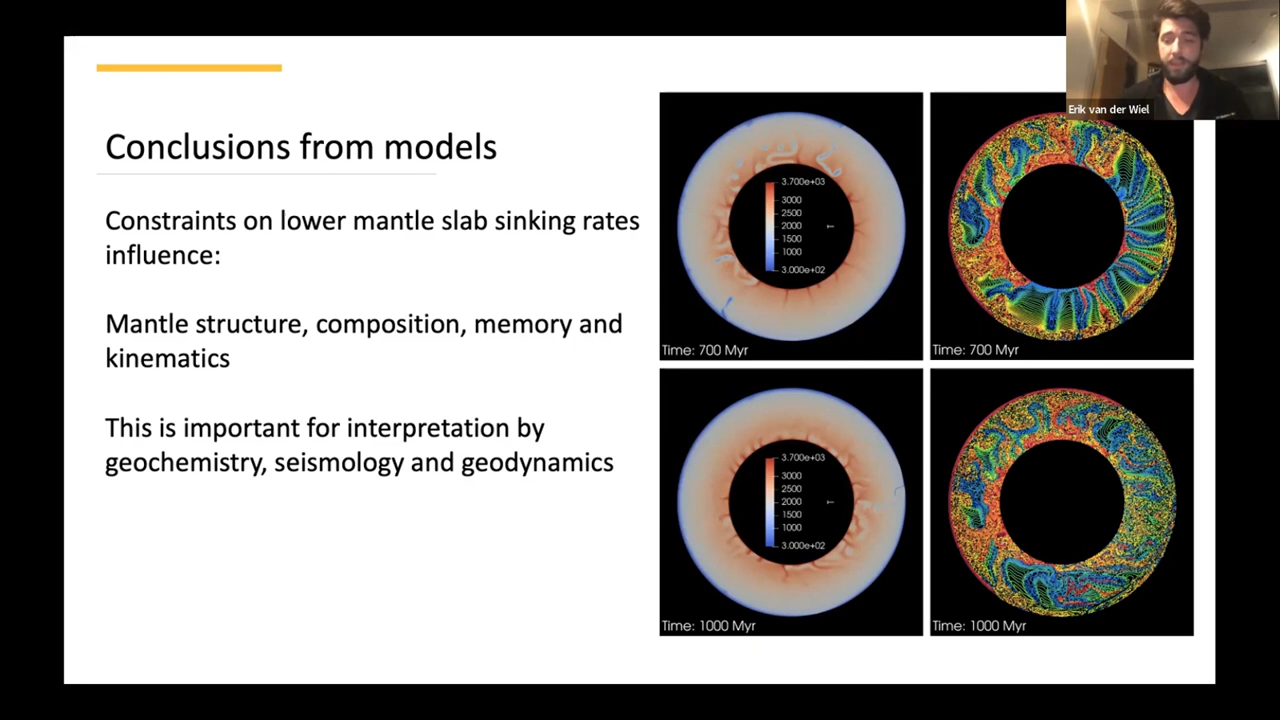 Erik van der Wiel
Conclusions from models
Constraints on lower mantle slab sinking rates
influence:
Mantle structure, composition, memory and
kinematics
This is important for interpretation by
geochemistry, seismology and geodynamics
3.700e+03
3000
2500
2000
1500
1000
3.000e+02
T
Time: 700 Myr
Time: 700 Myr
3.700e+03
3000
2500
2000
1500
1000
3.000e+02
T
Time: 1000 Myr
Time: 1000 Myr